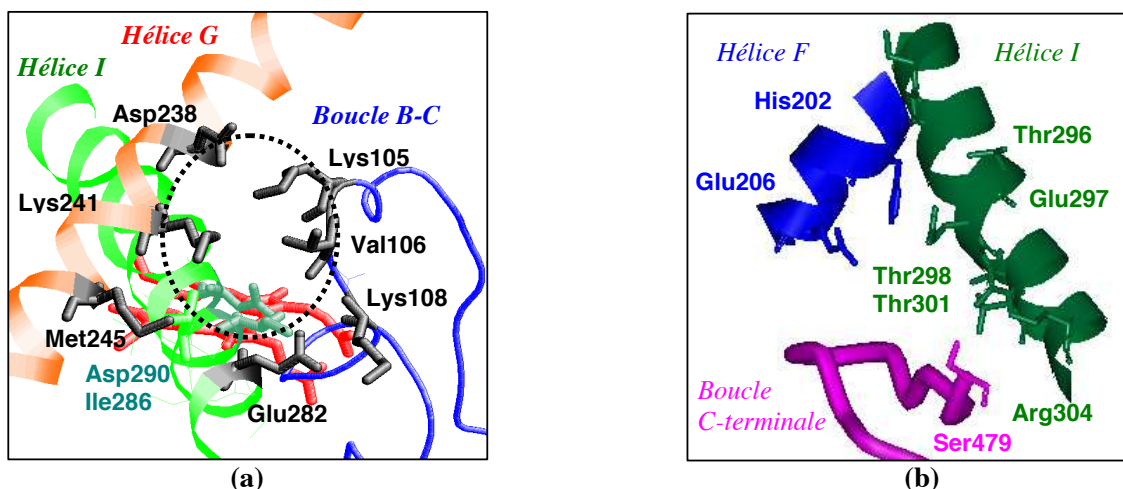 Hélice G
Hélice I
Asp238
Boucle B-C
Lys105
Lys241
Val106
Lys108
Met245
Asp290
Ile286
Glu282
(a)
Hélice F
Hélice I
His202
Thr296
Glu206
Glu297
Thr298
Thr301
Boucle
C-terminale
Arg304
Ser479
(b)